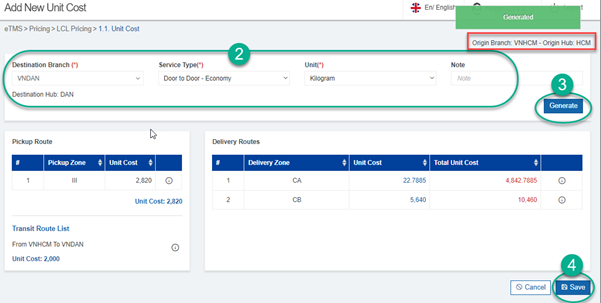 Add New Unit Cost
En/ English
Generated
eTMS > Pricing > LCL Pricing > 1.1. Unit Cost
Origin Branch: VNHCM - Origin Hub: HCM
2
Destination Branch (*)
Service Type(*)
Unit(*)
Note
VNDAN
Door to Door - Economy
Kilogram
Note
Destination Hub: DAN
3
Generate
Pickup Route
Delivery Routes
# Pickup Zone Unit Cost
# Delivery Zone Unit Cost Total Unit Cost
1 III 2,820
1 CA 22.7885 4,842.7885
Unit Cost: 2,820
2 CB 5,640 10,460
Transit Route List
From VNHCM To VNDAN
Unit Cost: 2,000
4
Cancel
Save